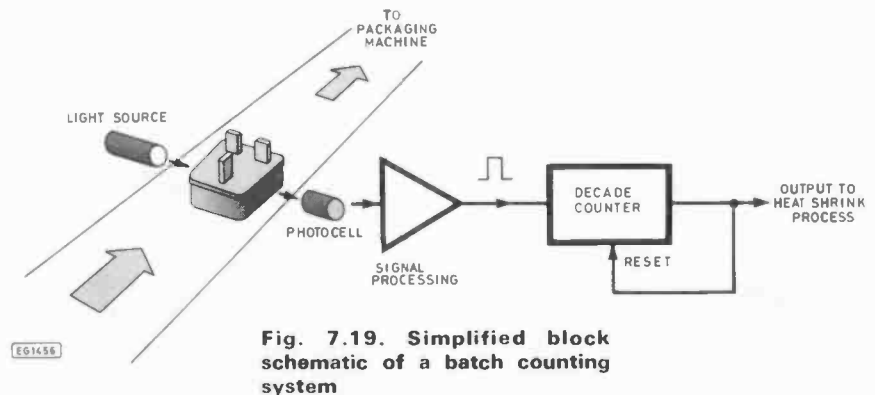 TO
PACKAGING
MACHINE
LIGHT SOURCE
PHOTOCELL
SIGNAL
PROCESSING
DECADE
COUNTER
RESET
OUTPUT TO
HEAT SHRINK
PROCESS
EG1456
Fig. 7.19. Simplified block
schematic of a batch counting
system